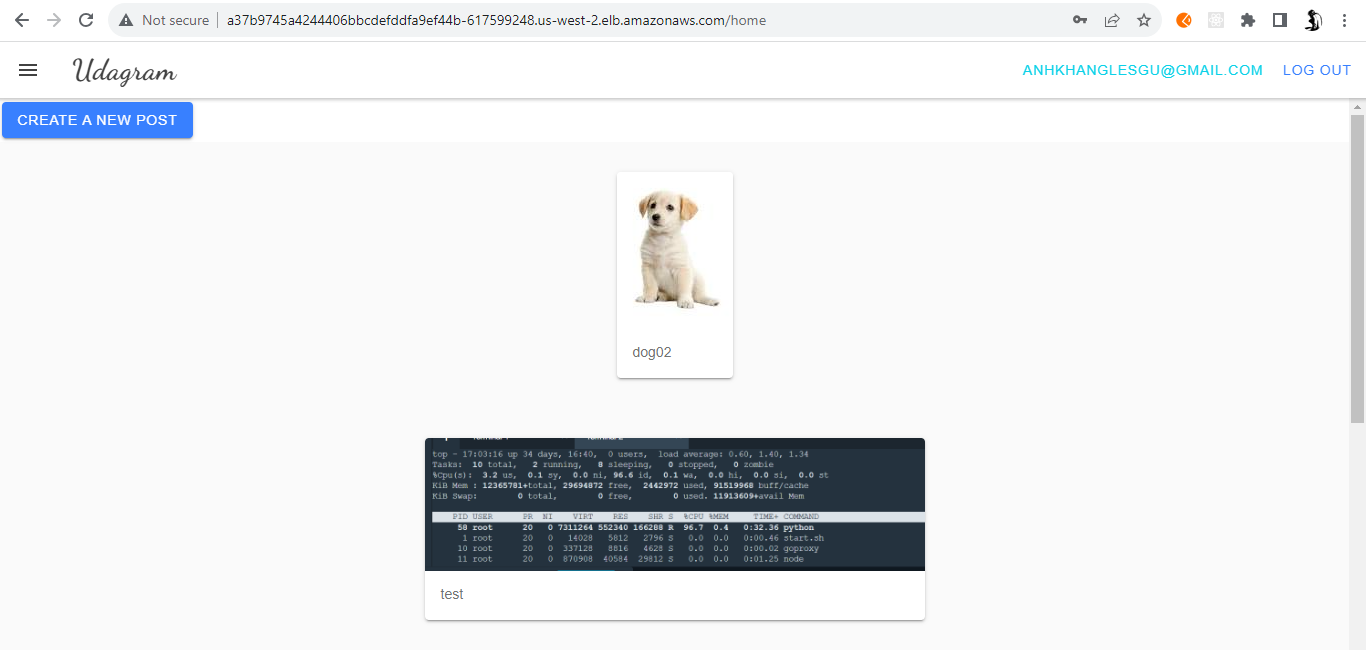 Not secure | a37b9745a4244406bbcdefddfa9ef44b-617599248.us-west-2.elb.amazonaws.com/home
Udagram
ANHKHANGLESGU@GMAIL.COM LOG OUT
CREATE A NEW POST
dog02
top - 17:03:16 up 34 days, 16:40, 0 users, load average: 0.60, 1.40, 1.34
Tasks: 10 total, 2 running, 8 sleeping, 0 stopped, 0 zombie
%Cpu(s): 3.2 us, 0.1 sy, 0.0 ni, 96.6 id, 0.1 wa, 0.0 hi, 0.0 si, 0.0 st
KiB Mem : 12365781+total, 29694872 free, 2442972 used, 91519968 buff/cache
KiB Swap: 0 total, 0 free, 0 used. 11913609+avail Mem
PID USER PR NI VIRT RES SHR S %CPU %MEM TIME+ COMMAND
58 root 20 0 7311264 552340 166288 R 96.7 0.4 0:32.36 python
1 root 20 0 14028 5812 2796 S 0.0 0.0 0:00.46 start.sh
10 root 20 0 337128 8816 4628 S 0.0 0.0 0:00.02 goproxy
11 root 20 0 870908 40584 29812 S 0.0 0.0 0:01.25 node
test